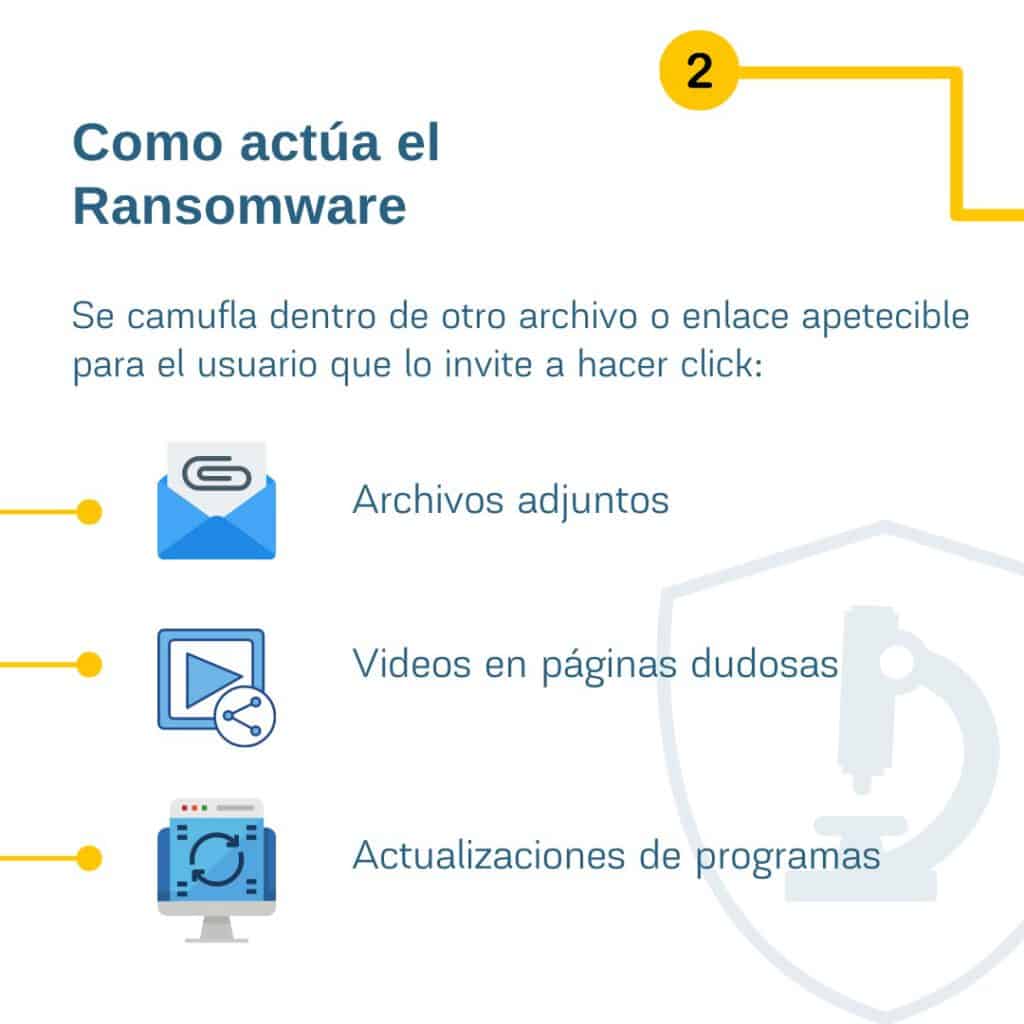 2
Como actúa el
Ransomware
Se camufla dentro de otro archivo o enlace apetecible
para el usuario que lo invite a hacer click:
Archivos adjuntos
Videos en páginas dudosas
Actualizaciones de programas